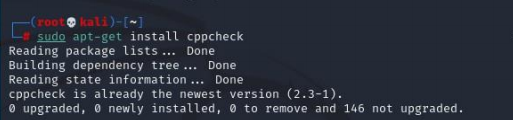 ┌──(root💀kali)-[~]
└─# sudo apt-get install cppcheck
Reading package lists... Done
Building dependency tree... Done
Reading state information... Done
cppcheck is already the newest version (2.3-1).
0 upgraded, 0 newly installed, 0 to remove and 146 not upgraded.